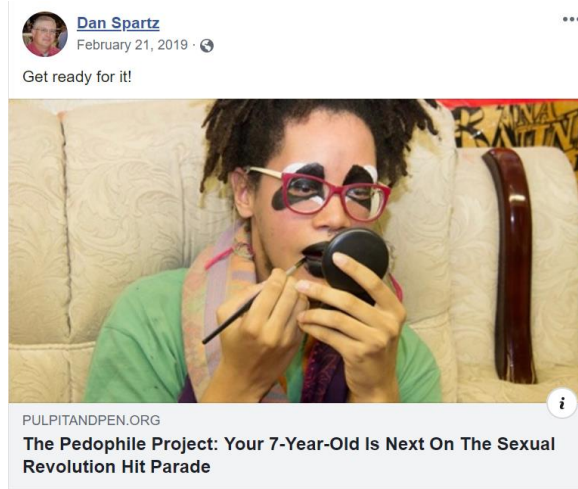 Dan Spartz
February 21, 2019 ·
Get ready for it!
PULPITANDPEN.ORG
The Pedophile Project: Your 7-Year-Old Is Next On The Sexual
Revolution Hit Parade